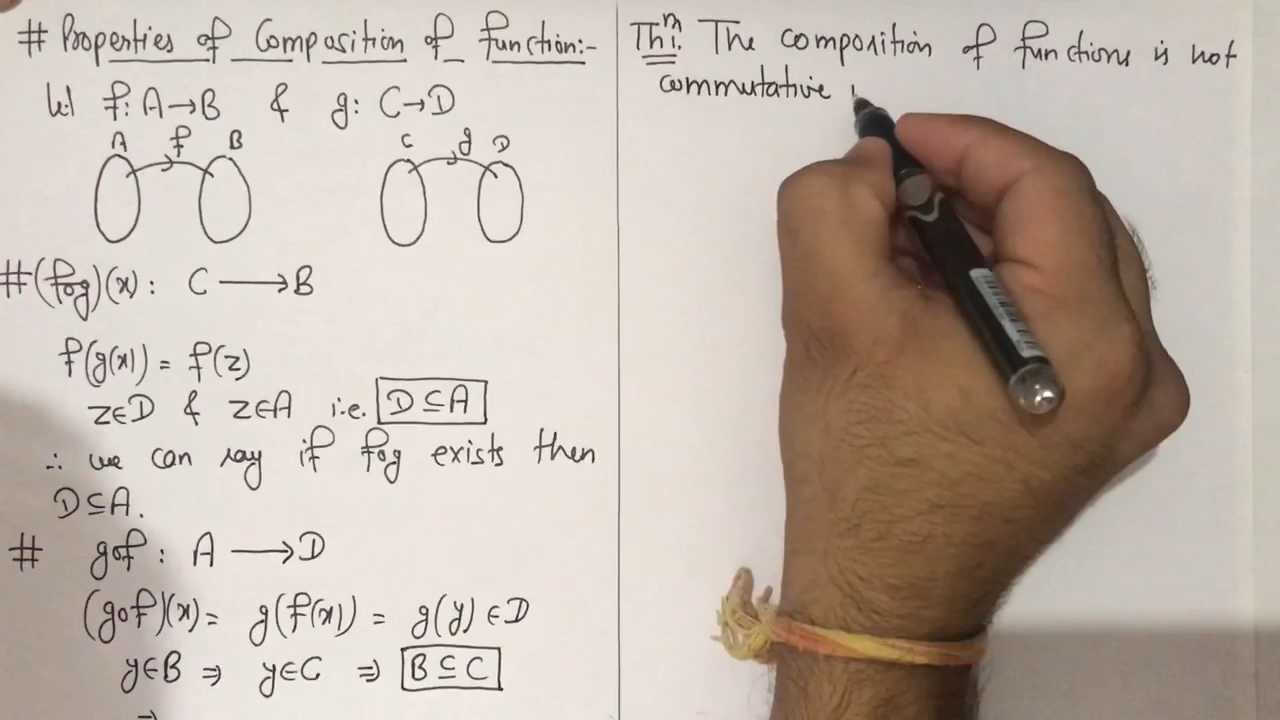 # Properties of Composition of function:-
let f: A→B & g: C→D
A f B C g D
#(fog)(x): C ⟶ B
f(g(x)) = f(z)
z∈D & z∈A i.e. D⊆A
∴ we can say if fog exists then
D⊆A.
# gof: A ⟶ D
(gof)(x) = g(f(x)) = g(y) ∈D
y∈B ⇒ y∈C ⇒ B⊆C
⇒
Thm: The composition of functions is not
commutative